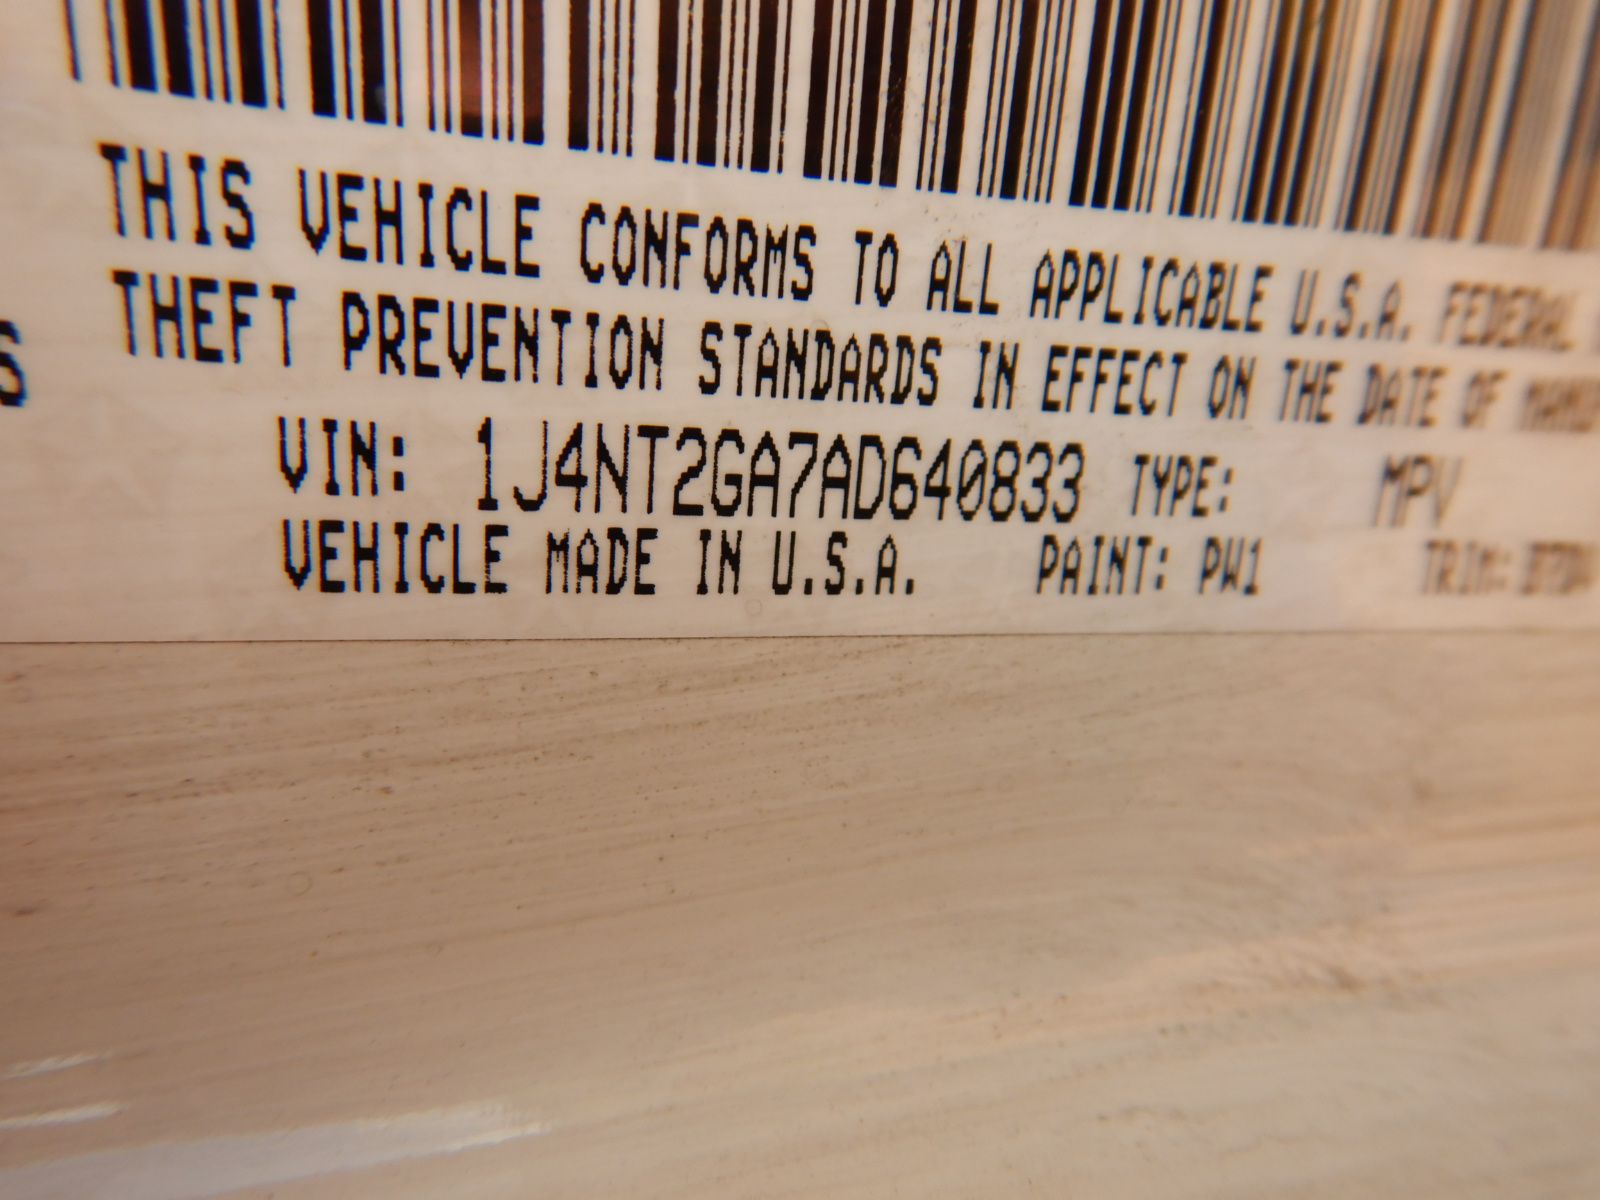 THIS VEHICLE CONFORMS TO ALL APPLICABLE U.S.A. FEDERAL
S THEFT PREVENTION STANDARDS IN EFFECT ON THE DATE OF
VIN: 1J4NT2GA7AD640833 TYPE: MPV
VEHICLE MADE IN U.S.A. PAINT: PW1 TRIM: